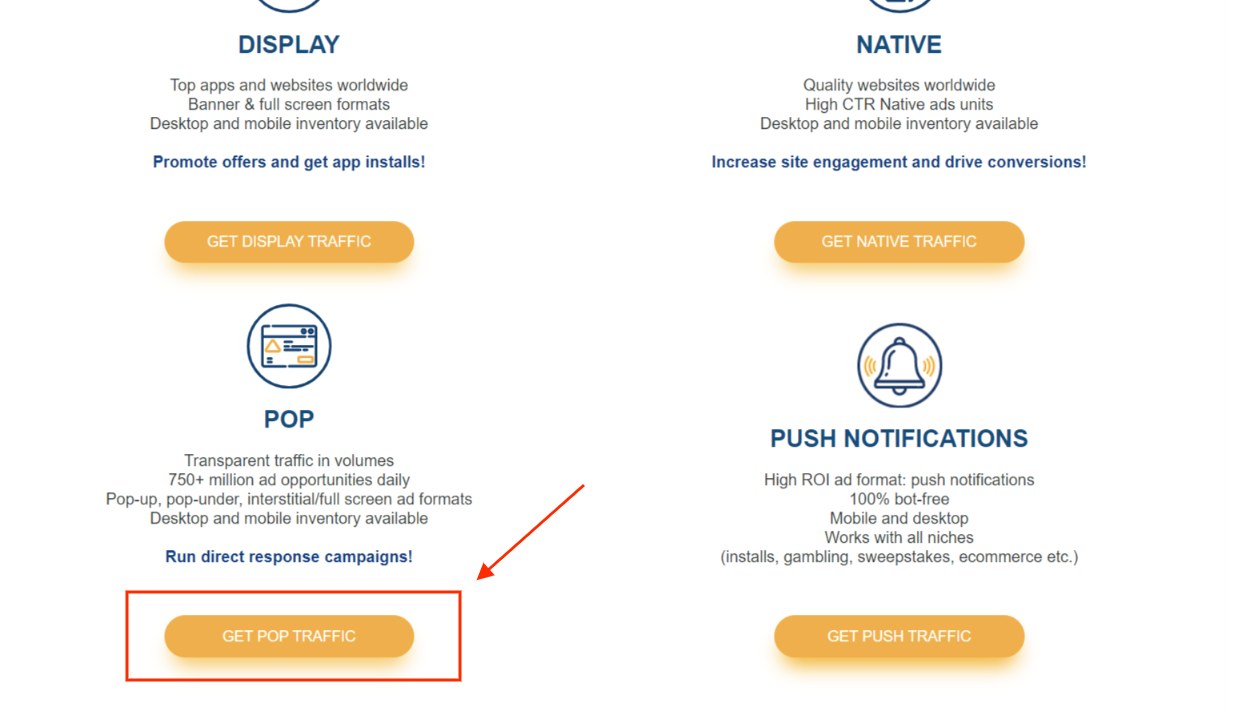 DISPLAY
Top apps and websites worldwide
Banner & full screen formats
Desktop and mobile inventory available
Promote offers and get app installs!
GET DISPLAY TRAFFIC
NATIVE
Quality websites worldwide
High CTR Native ads units
Desktop and mobile inventory available
Increase site engagement and drive conversions!
GET NATIVE TRAFFIC
POP
Transparent traffic in volumes
750+ million ad opportunities daily
Pop-up, pop-under, interstitial/full screen ad formats
Desktop and mobile inventory available
Run direct response campaigns!
GET POP TRAFFIC
PUSH NOTIFICATIONS
High ROI ad format: push notifications
100% bot-free
Mobile and desktop
Works with all niches
(installs, gambling, sweepstakes, ecommerce etc.)
GET PUSH TRAFFIC